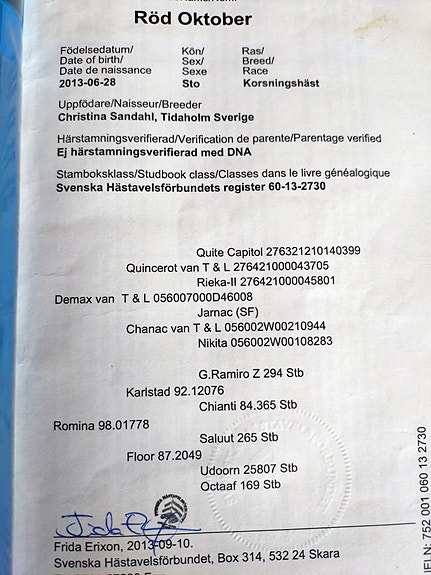 Röd Oktober
Födelsedatum/ Kön/ Ras/
Date of birth/ Sex/ Breed/
Date de naissance Sexe Race
2013-06-28 Sto Korsningshäst
Uppfödare/Naisseur/Breeder
Christina Sandahl, Tidaholm Sverige
Härstamningsverifierad/Verification de parente/Parentage verified
Ej härstamningsverifierad med DNA
Stamboksklass/Studbook class/Classes dans le livre généalogique
Svenska Hästavelsförbundets register 60-13-2730
Quite Capitol 276321210140399
Quincerot van T & L 276421000043705
Rieka-II 276421000045801
Demax van T & L 056007000D46008
Jarnac (SF)
Chanac van T & L 056002W00210944
Nikita 056002W00108283
G.Ramiro Z 294 Stb
Karlstad 92.12076
Chianti 84.365 Stb
Romina 98.01778
Saluut 265 Stb
Floor 87.2049
Udoorn 25807 Stb
Octaaf 169 Stb
Frida Erixon, 2013-09-10.
Svenska Hästavelsförbundet, Box 314, 532 24 Skara
ELN: 752 001 060 13 2730